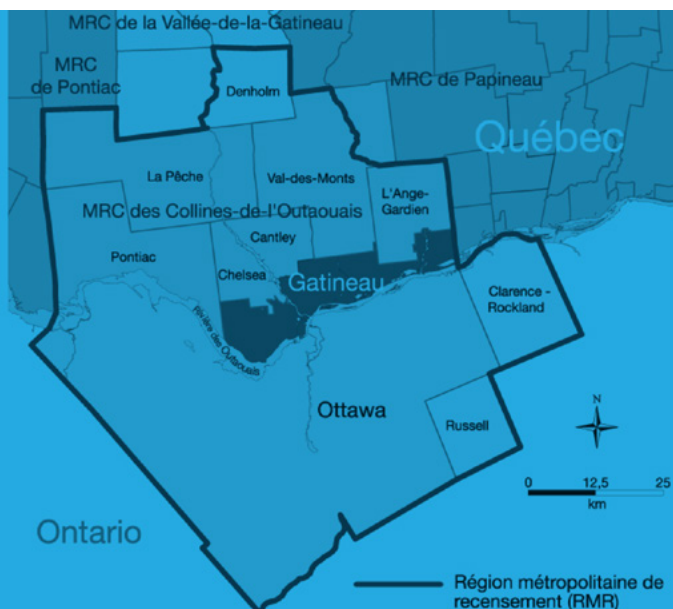 MRC de la Vallée-de-la-Gatineau
MRC
de Pontiac
MRC de Papineau
Denholm
Québec
La Pêche
Val-des-Monts
L'Ange-
Gardien
MRC des Collines-de-l'Outaouais
Cantley
Pontiac
Chelsea
Gatineau
Clarence -
Rockland
Rivière des Outaouais
Ottawa
Russell
N
0 12,5 25
km
Ontario
Région métropolitaine de
recensement (RMR)